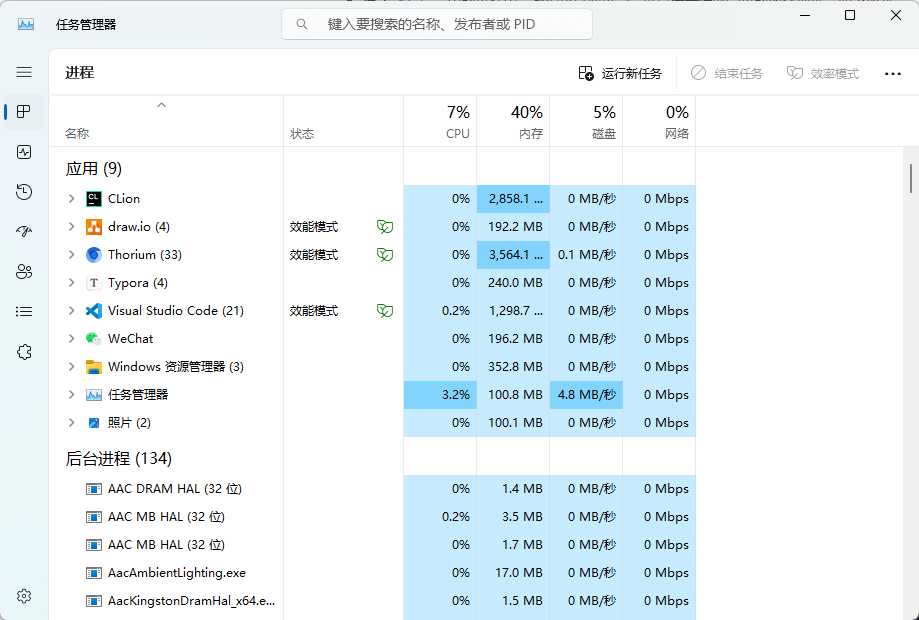 任务管理器
键入要搜索的名称、发布者或 PID
进程
运行新任务
结束任务
效率模式
7% 40% 5% 0%
名称 状态 CPU 内存 磁盘 网络
应用 (9)
CLion 0% 2,858.1 ... 0 MB/秒 0 Mbps
draw.io (4) 效能模式 0% 192.2 MB 0 MB/秒 0 Mbps
Thorium (33) 效能模式 0% 3,564.1 ... 0.1 MB/秒 0 Mbps
Typora (4) 0% 240.0 MB 0 MB/秒 0 Mbps
Visual Studio Code (21) 效能模式 0.2% 1,298.7 ... 0 MB/秒 0 Mbps
WeChat 0% 196.2 MB 0 MB/秒 0 Mbps
Windows 资源管理器 (3) 0% 352.8 MB 0 MB/秒 0 Mbps
任务管理器 3.2% 100.8 MB 4.8 MB/秒 0 Mbps
照片 (2) 0% 100.1 MB 0 MB/秒 0 Mbps
后台进程 (134)
AAC DRAM HAL (32 位) 0% 1.4 MB 0 MB/秒 0 Mbps
AAC MB HAL (32 位) 0.2% 3.5 MB 0 MB/秒 0 Mbps
AAC MB HAL (32 位) 0% 1.7 MB 0 MB/秒 0 Mbps
AacAmbientLighting.exe 0% 17.0 MB 0 MB/秒 0 Mbps
AacKingstonDramHal_x64.e... 0% 1.5 MB 0 MB/秒 0 Mbps